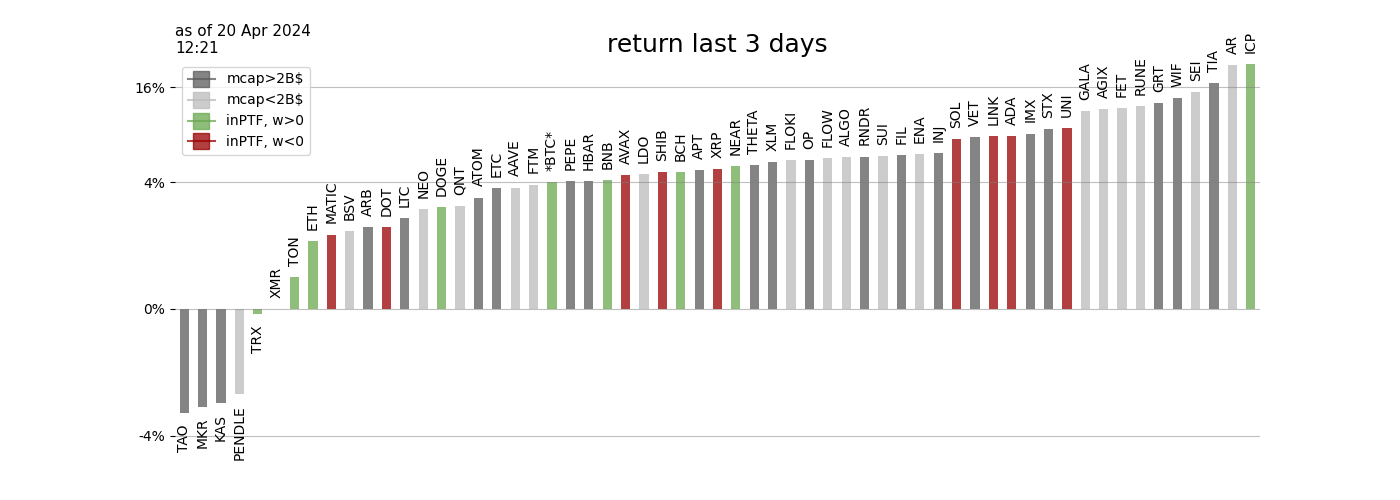 as of 20 Apr 2024
12:21
return last 3 days
mcap>2B$
mcap<2B$
inPTF, w>0
inPTF, w<0
16%
4%
0%
-4%
TAO
MKR
KAS
PENDLE
TRX
XMR
TON
ETH
MATIC
BSV
ARB
DOT
LTC
NEO
DOGE
QNT
ATOM
ETC
AAVE
FTM
*BTC*
PEPE
HBAR
BNB
AVAX
LDO
SHIB
BCH
APT
XRP
NEAR
THETA
XLM
FLOKI
OP
FLOW
ALGO
RNDR
SUI
FIL
ENA
INJ
SOL
VET
LINK
ADA
IMX
STX
UNI
GALA
AGIX
FET
RUNE
GRT
WIF
SEI
TIA
AR
ICP